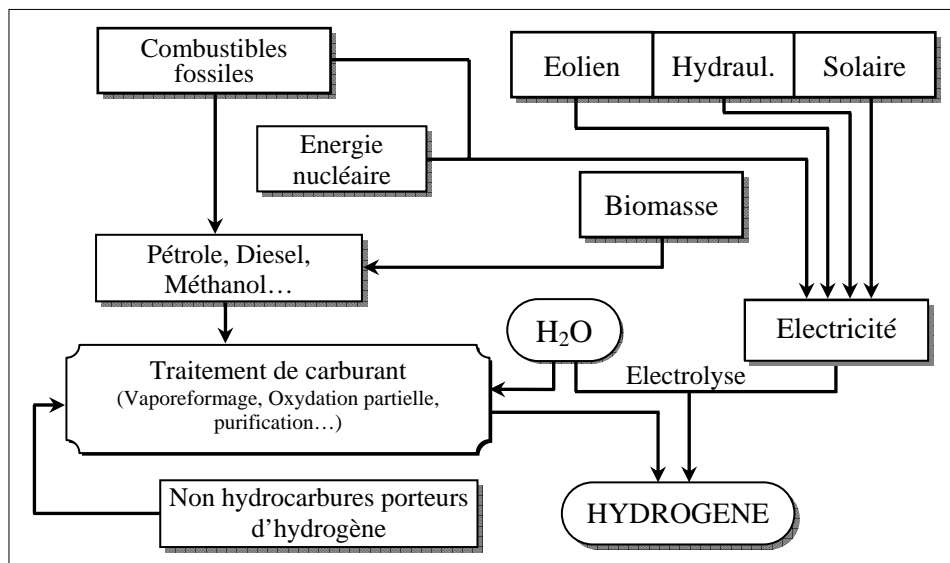 Combustibles
fossiles
Eolien
Hydraul.
Solaire
Energie
nucléaire
Biomasse
Pétrole, Diesel,
Méthanol…
H₂O
Electricité
Electrolyse
Traitement de carburant
(Vaporeformage, Oxydation partielle,
purification…)
Non hydrocarbures porteurs
d’hydrogène
HYDROGENE